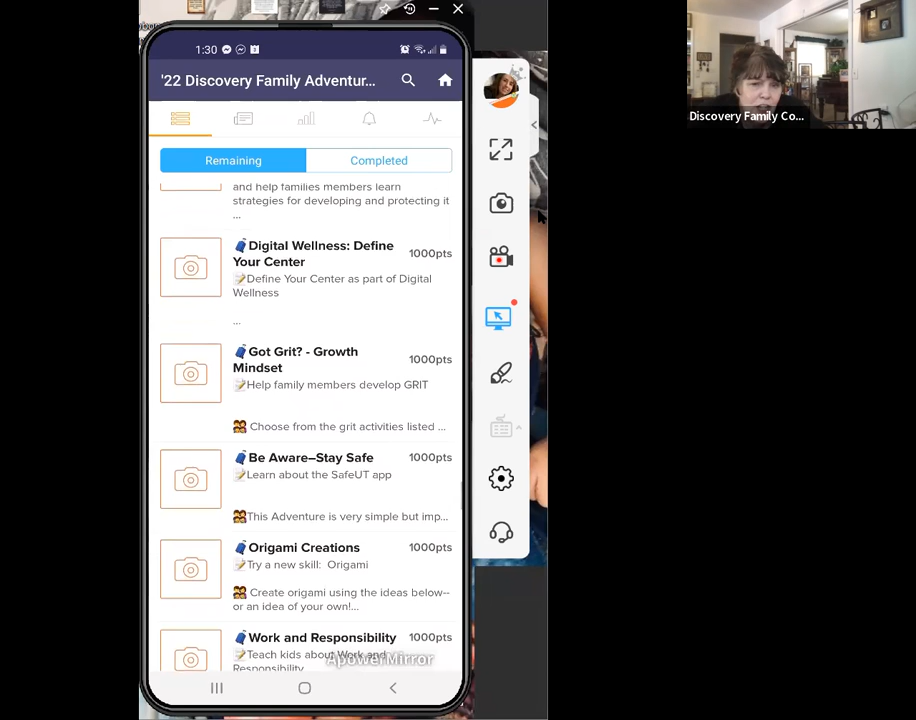 1:30
'22 Discovery Family Adventur...
Remaining
Completed
and help families members learn
strategies for developing and protecting it
...
Digital Wellness: Define
Your Center
1000pts
Define Your Center as part of Digital
Wellness
...
Got Grit? - Growth
Mindset
1000pts
Help family members develop GRIT
Choose from the grit activities listed ...
Be Aware–Stay Safe
1000pts
Learn about the SafeUT app
This Adventure is very simple but imp...
Origami Creations
1000pts
Try a new skill:  Origami
Create origami using the ideas below--
or an idea of your own!...
Work and Responsibility
1000pts
Teach kids about Work and
Responsibility
ApowerMirror
Discovery Family Co...